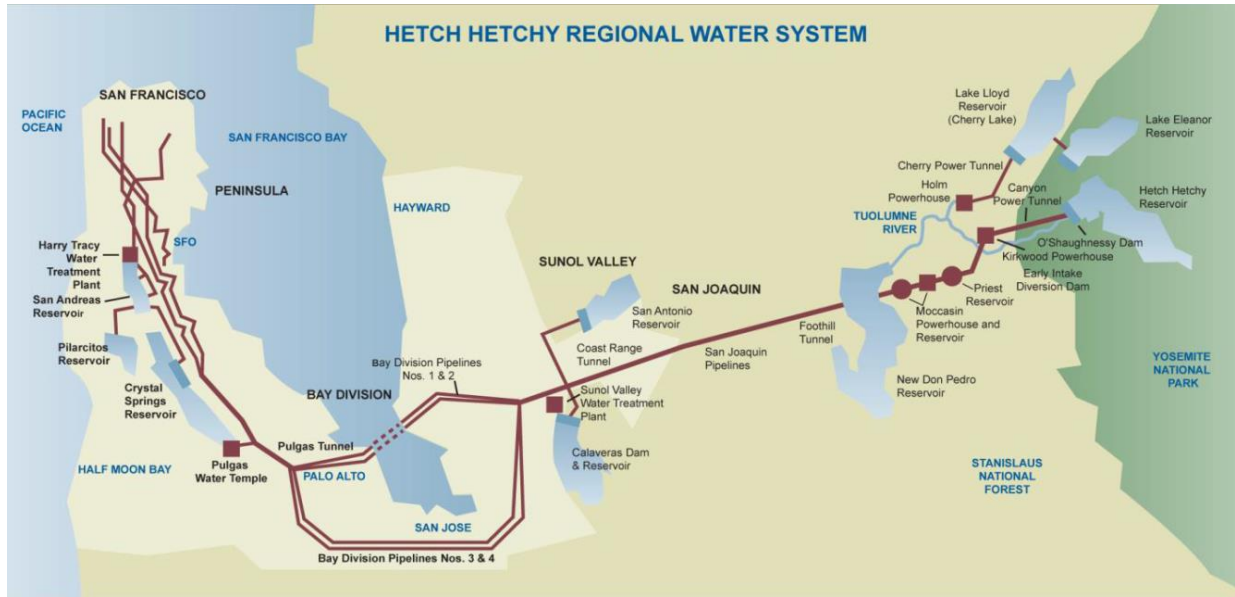 HETCH HETCHY REGIONAL WATER SYSTEM
SAN FRANCISCO
PACIFIC
OCEAN
SAN FRANCISCO BAY
PENINSULA
HAYWARD
SFO
Harry Tracy
Water
Treatment
Plant
San Andreas
Reservoir
Pilarcitos
Reservoir
Crystal
Springs
Reservoir
HALF MOON BAY
Pulgas
Water Temple
Pulgas Tunnel
PALO ALTO
BAY DIVISION
Bay Division Pipelines
Nos. 1 & 2
SAN JOSE
Bay Division Pipelines Nos. 3 & 4
SUNOL VALLEY
San Antonio
Reservoir
Coast Range
Tunnel
Sunol Valley
Water Treatment
Plant
Calaveras Dam
& Reservoir
SAN JOAQUIN
San Joaquin
Pipelines
Foothill
Tunnel
New Don Pedro
Reservoir
Moccasin
Powerhouse and
Reservoir
Priest
Reservoir
TUOLUMNE
RIVER
Lake Lloyd
Reservoir
(Cherry Lake)
Lake Eleanor
Reservoir
Cherry Power Tunnel
Holm
Powerhouse
Canyon
Power Tunnel
Hetch Hetchy
Reservoir
O'Shaughnessy Dam
Kirkwood Powerhouse
Early Intake
Diversion Dam
YOSEMITE
NATIONAL
PARK
STANISLAUS
NATIONAL
FOREST